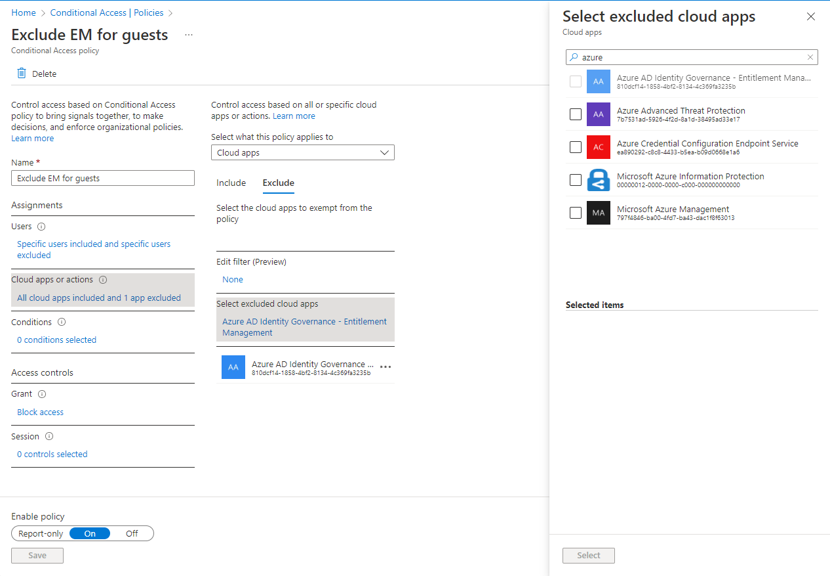 Home > Conditional Access | Policies >
Exclude EM for guests ...
Conditional Access policy
Delete
Control access based on Conditional Access
policy to bring signals together, to make
decisions, and enforce organizational policies.
Learn more
Name *
Exclude EM for guests
Assignments
Users
Specific users included and specific users
excluded
Cloud apps or actions
All cloud apps included and 1 app excluded
Conditions
0 conditions selected
Access controls
Grant
Block access
Session
0 controls selected
Enable policy
Report-only On Off
Save
Control access based on all or specific cloud
apps or actions. Learn more
Select what this policy applies to
Cloud apps
Include Exclude
Select the cloud apps to exempt from the
policy
Edit filter (Preview)
None
Select excluded cloud apps
Azure AD Identity Governance - Entitlement
Management
AA
Azure AD Identity Governance ...
810dcf14-1858-4bf2-8134-4c369fa3235b
Select excluded cloud apps
Cloud apps
azure
AA
Azure AD Identity Governance - Entitlement Mana...
810dcf14-1858-4bf2-8134-4c369fa3235b
AA
Azure Advanced Threat Protection
7b7531ad-5926-4f2d-8a1d-38495ad33e17
AC
Azure Credential Configuration Endpoint Service
ea890292-c8c8-4433-b5ea-b09d0668e1a6
Microsoft Azure Information Protection
00000012-0000-0000-c000-000000000000
MA
Microsoft Azure Management
797f4846-ba00-4fd7-ba43-dac1f8f63013
Selected items
Select